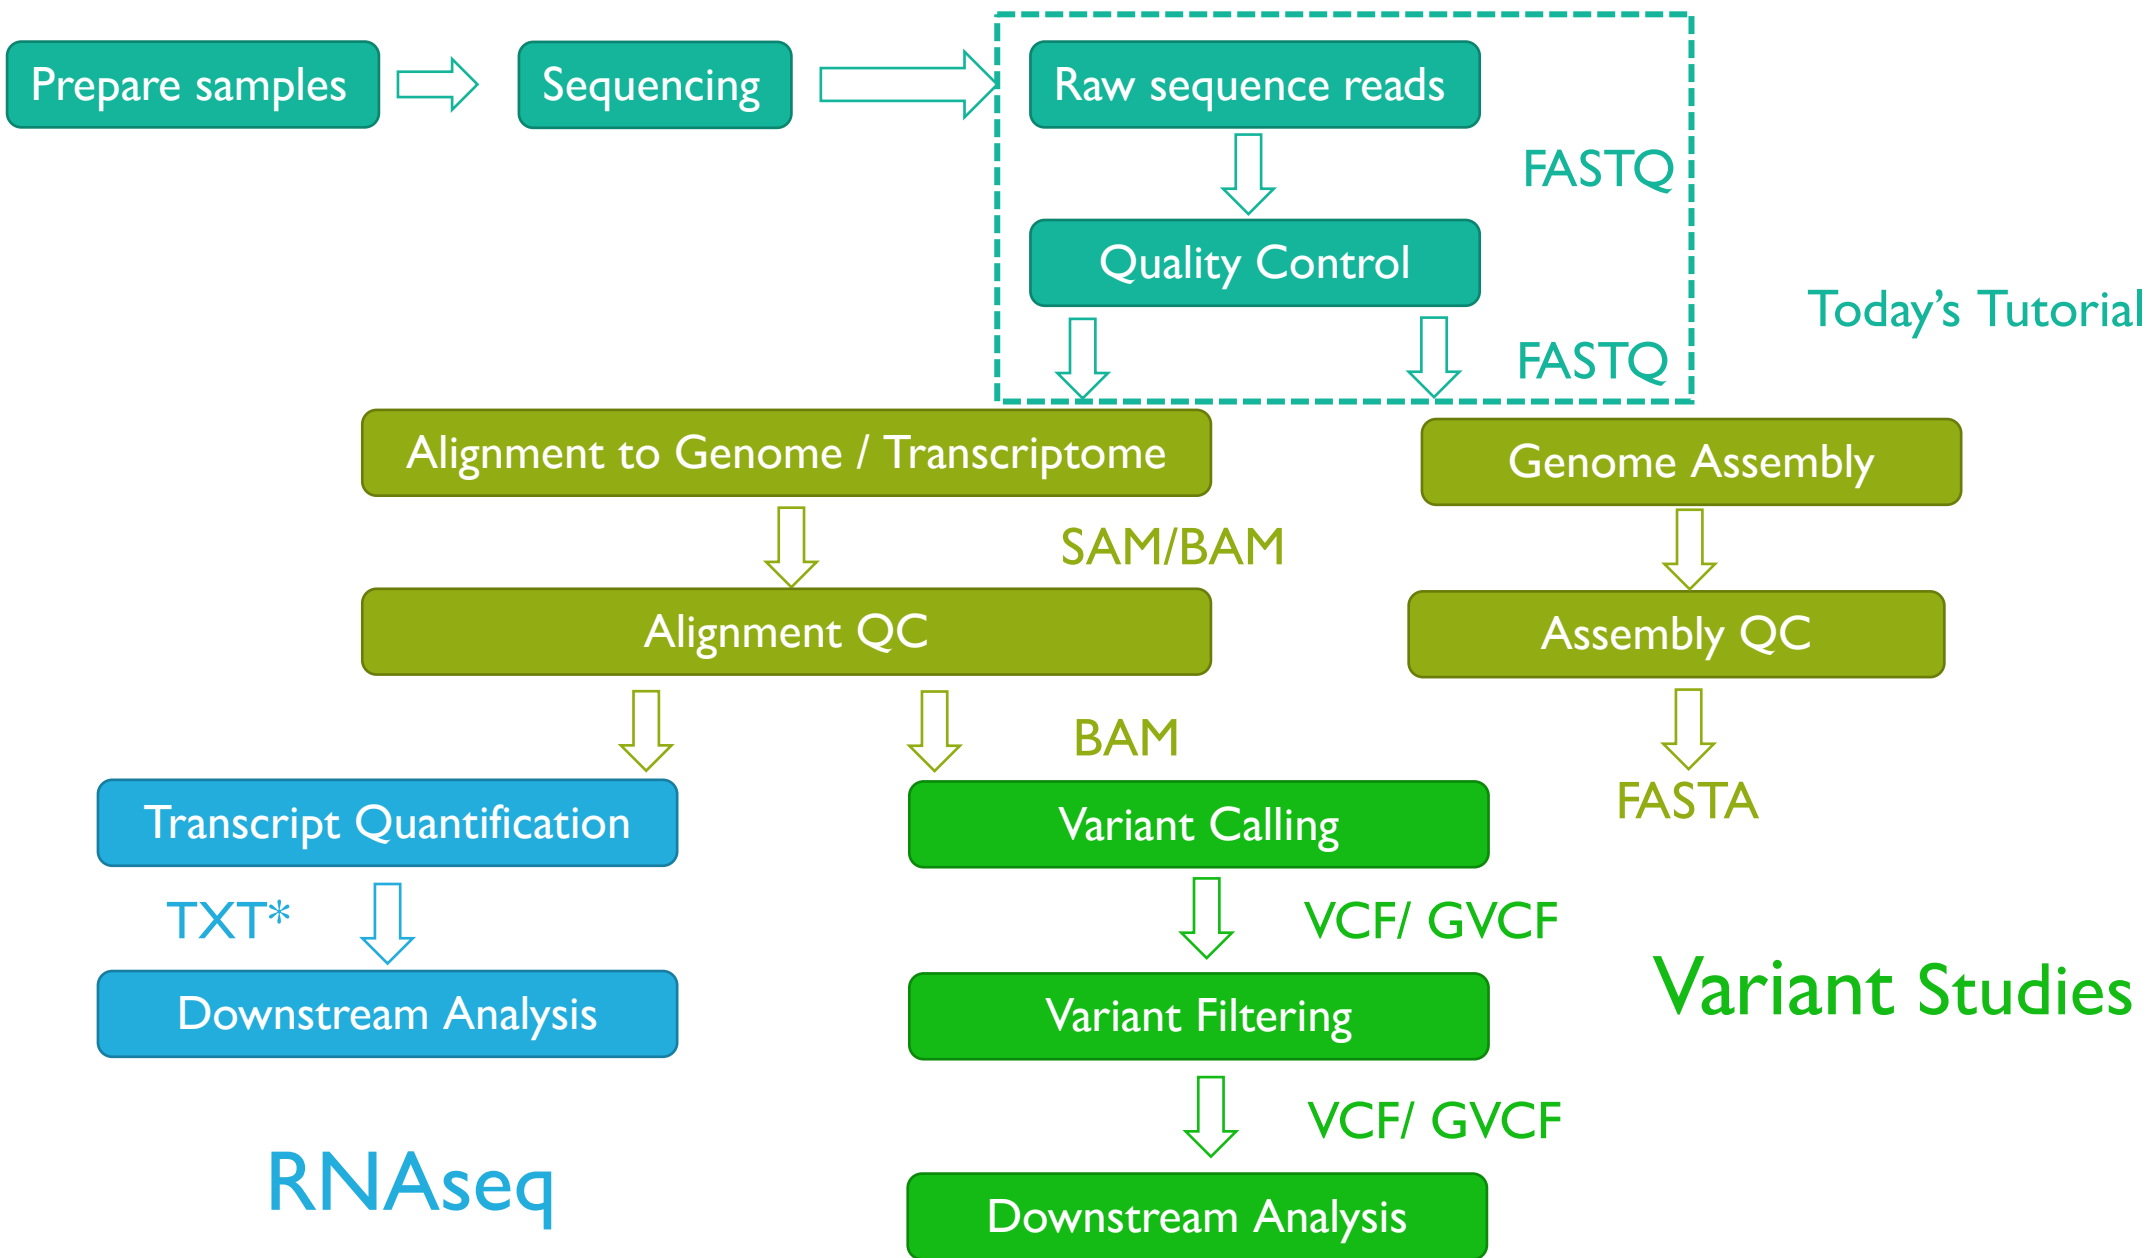 Prepare samples
Sequencing
Raw sequence reads
FASTQ
Quality Control
Today's Tutorial
FASTQ
Alignment to Genome / Transcriptome
Genome Assembly
SAM/BAM
Alignment QC
Assembly QC
BAM
FASTA
Transcript Quantification
Variant Calling
TXT*
VCF/ GVCF
Downstream Analysis
Variant Filtering
Variant Studies
VCF/ GVCF
RNAseq
Downstream Analysis